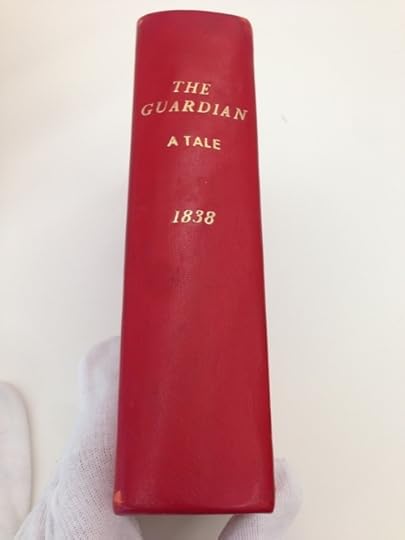 THE
GUARDIAN
A TALE
1838